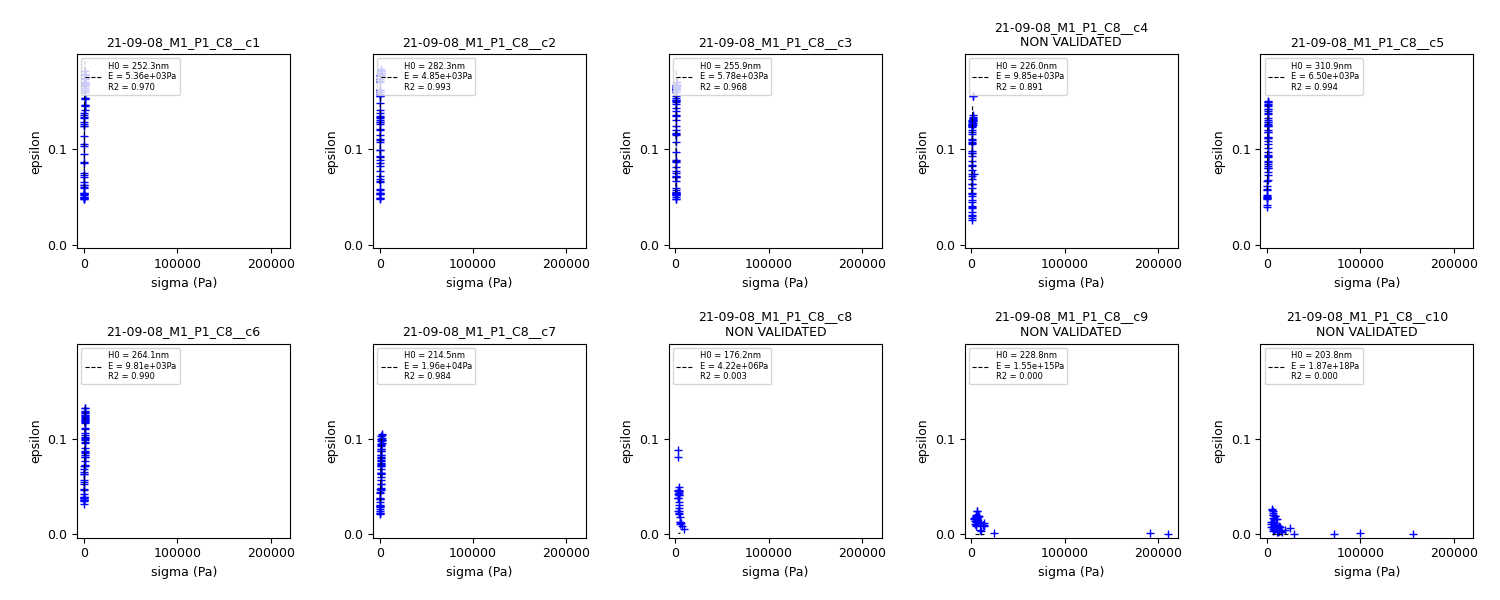 21-09-08_M1_P1_C8__c1
H0 = 252.3nm
E = 5.36e+03Pa
R2 = 0.970
epsilon
0.1
0.0
0
100000
200000
sigma (Pa)
21-09-08_M1_P1_C8__c2
H0 = 282.3nm
E = 4.85e+03Pa
R2 = 0.993
epsilon
0.1
0.0
0
100000
200000
sigma (Pa)
21-09-08_M1_P1_C8__c3
H0 = 255.9nm
E = 5.78e+03Pa
R2 = 0.968
epsilon
0.1
0.0
0
100000
200000
sigma (Pa)
21-09-08_M1_P1_C8__c4
NON VALIDATED
H0 = 226.0nm
E = 9.85e+03Pa
R2 = 0.891
epsilon
0.1
0.0
0
100000
200000
sigma (Pa)
21-09-08_M1_P1_C8__c5
H0 = 310.9nm
E = 6.50e+03Pa
R2 = 0.994
epsilon
0.1
0.0
0
100000
200000
sigma (Pa)
21-09-08_M1_P1_C8__c6
H0 = 264.1nm
E = 9.81e+03Pa
R2 = 0.990
epsilon
0.1
0.0
0
100000
200000
sigma (Pa)
21-09-08_M1_P1_C8__c7
H0 = 214.5nm
E = 1.96e+04Pa
R2 = 0.984
epsilon
0.1
0.0
0
100000
200000
sigma (Pa)
21-09-08_M1_P1_C8__c8
NON VALIDATED
H0 = 176.2nm
E = 4.22e+06Pa
R2 = 0.003
epsilon
0.1
0.0
0
100000
200000
sigma (Pa)
21-09-08_M1_P1_C8__c9
NON VALIDATED
H0 = 228.8nm
E = 1.55e+15Pa
R2 = 0.000
epsilon
0.1
0.0
0
100000
200000
sigma (Pa)
21-09-08_M1_P1_C8__c10
NON VALIDATED
H0 = 203.8nm
E = 1.87e+18Pa
R2 = 0.000
epsilon
0.1
0.0
0
100000
200000
sigma (Pa)